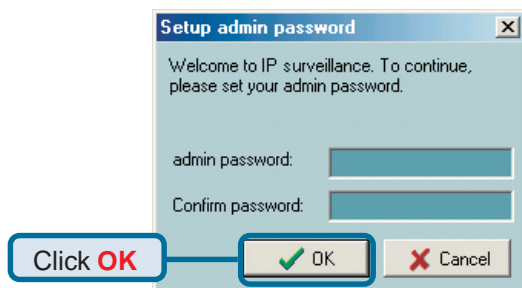 Setup admin password
Welcome to IP surveillance. To continue,
please set your admin password.
admin password:
Confirm password:
Click OK
OK
Cancel